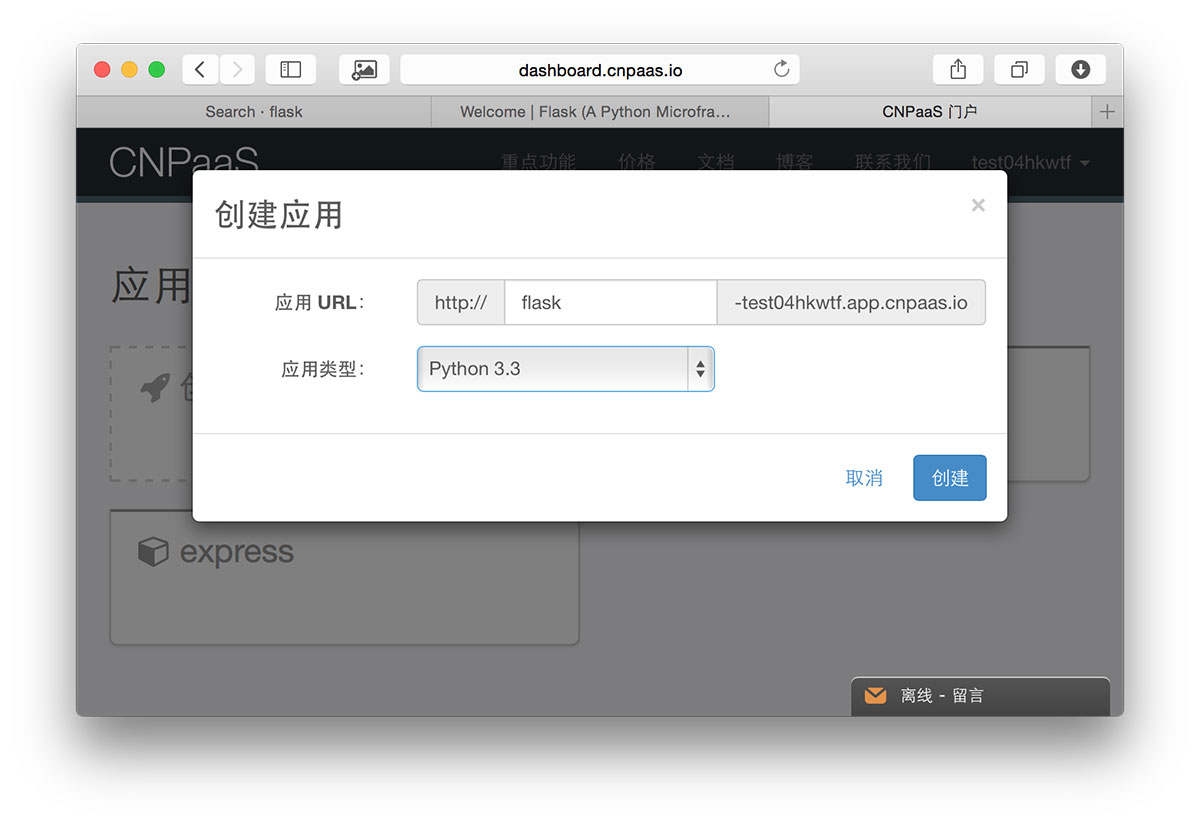 dashboard.cnpaas.io
Search · flask
Welcome | Flask (A Python Microfra…
CNPaaS 门户
CNPaaS
重点功能
价格
文档
博客
联系我们
test04hkwtf
创建应用
×
应用 URL：
http://
flask
-test04hkwtf.app.cnpaas.io
应用类型：
Python 3.3
取消
创建
应用
express
离线 - 留言